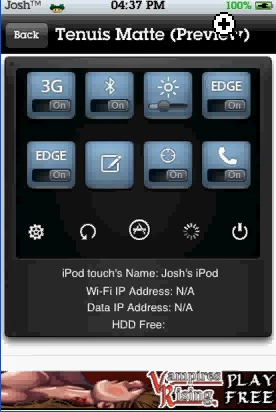 Josh™ 04:37 PM 100%
Back Tenuis Matte (Preview)
3G EDGE
On On On
EDGE
On On On
iPod touch's Name: Josh's iPod
Wi-Fi IP Address: N/A
Data IP Address: N/A
HDD Free:
Vampires PLAY
Rising FREE